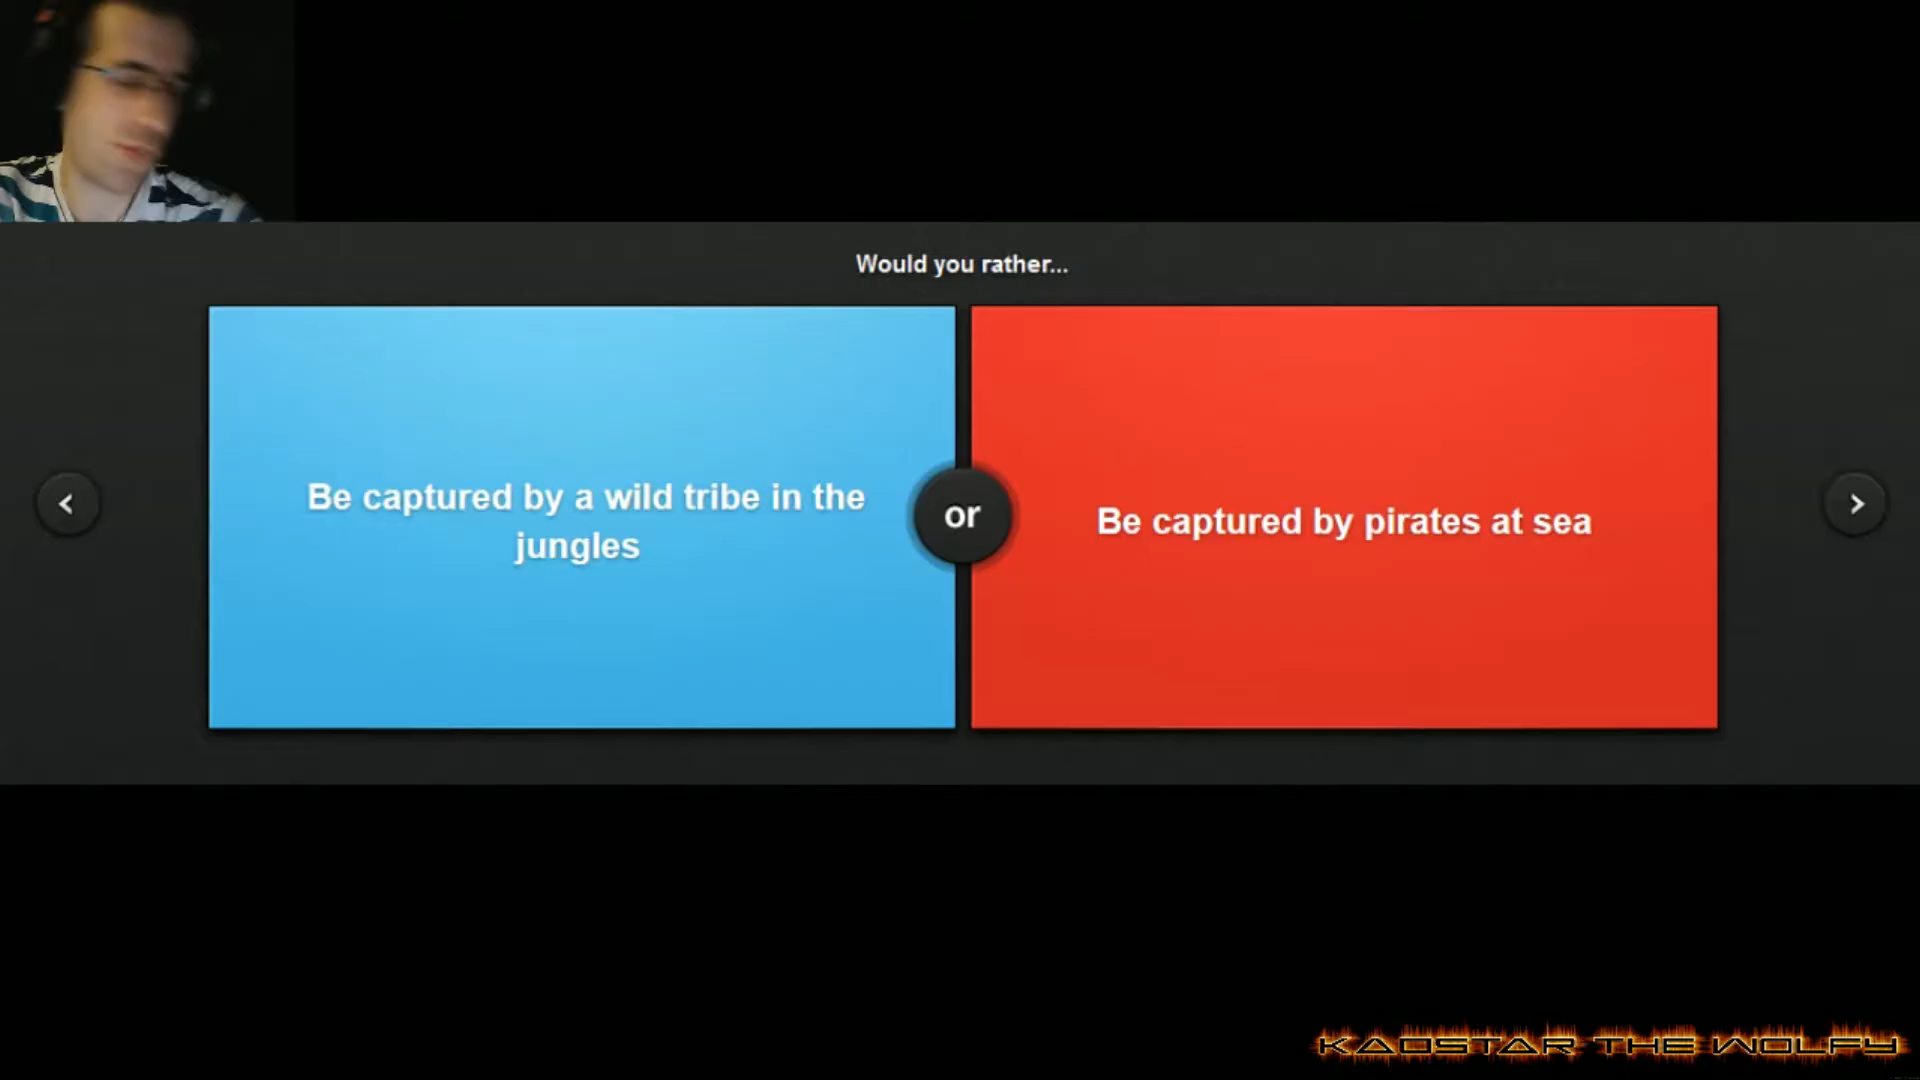 Would you rather...
Be captured by a wild tribe in the
jungles
or
Be captured by pirates at sea
KAOSTAR THE WOLFY